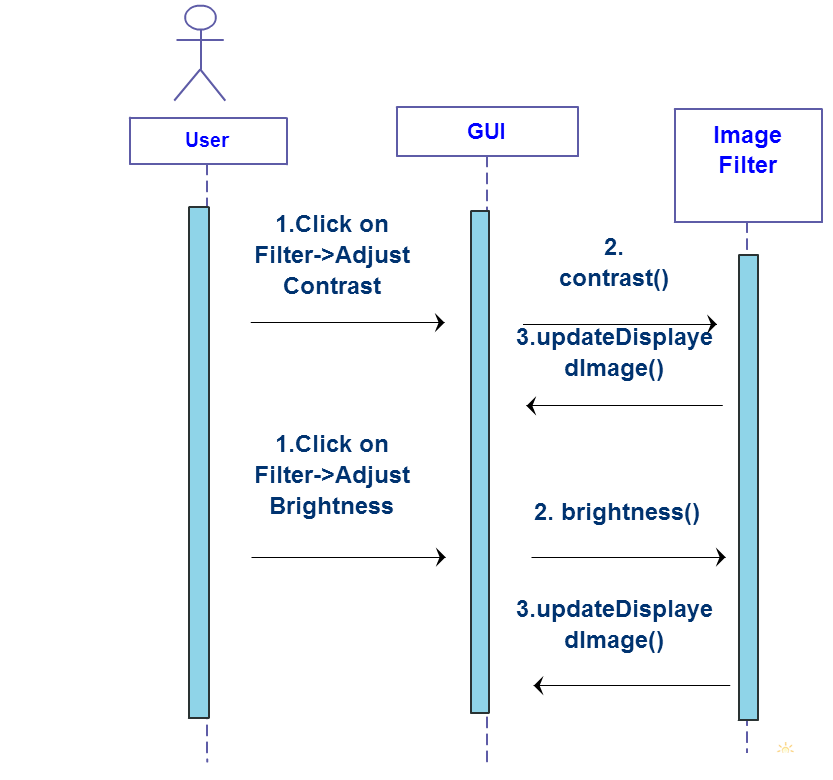 User
GUI
Image
Filter
1.Click on
Filter->Adjust
Contrast
2.
contrast()
3.updateDisplaye
dImage()
1.Click on
Filter->Adjust
Brightness
2. brightness()
3.updateDisplaye
dImage()